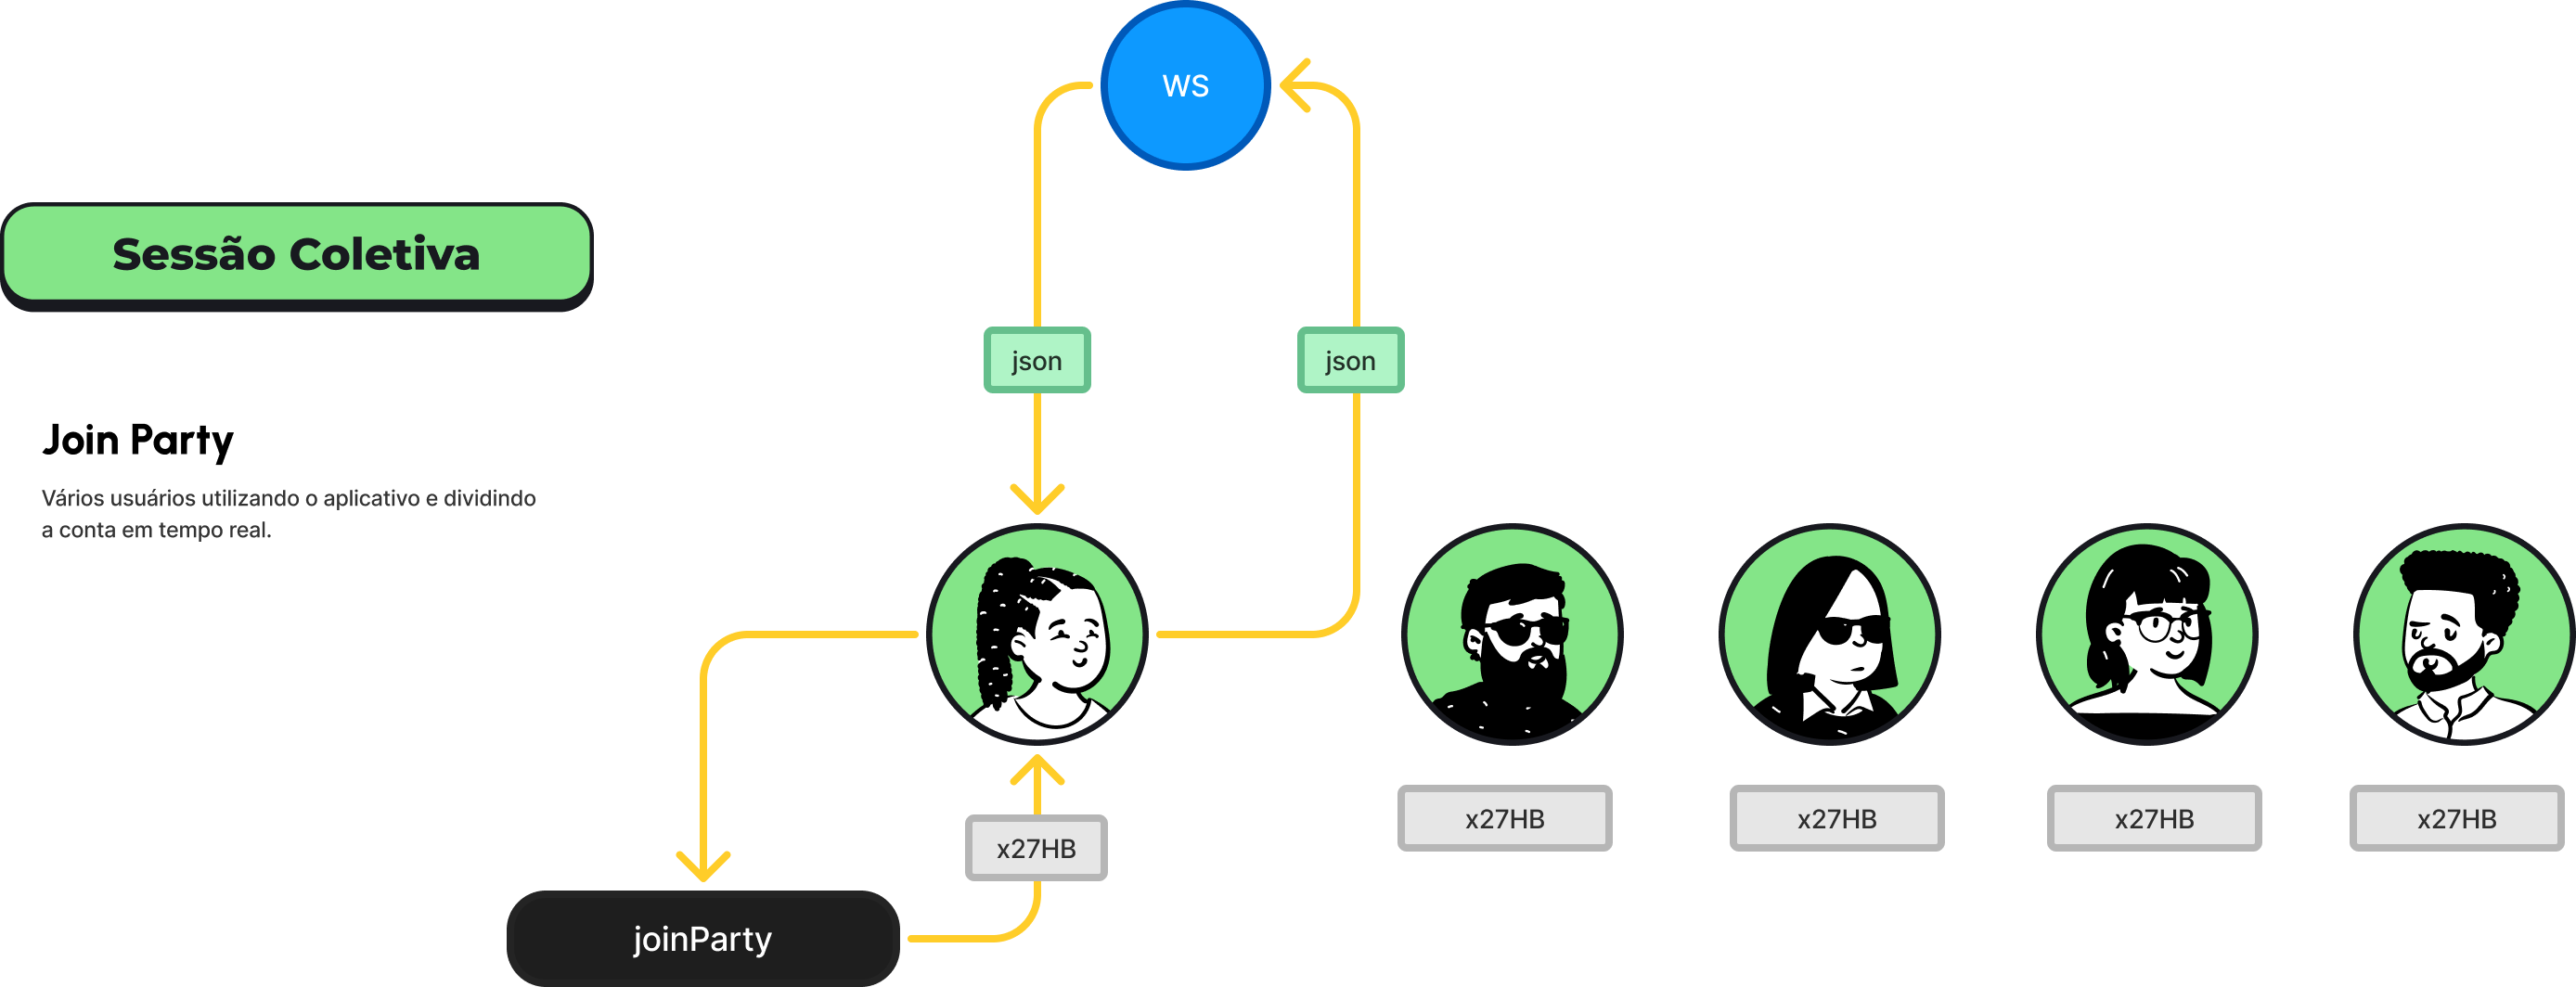 WS
Sessão Coletiva
json
json
Join Party
Vários usuários utilizando o aplicativo e dividindo
a conta em tempo real.
x27HB
x27HB
x27HB
x27HB
x27HB
joinParty